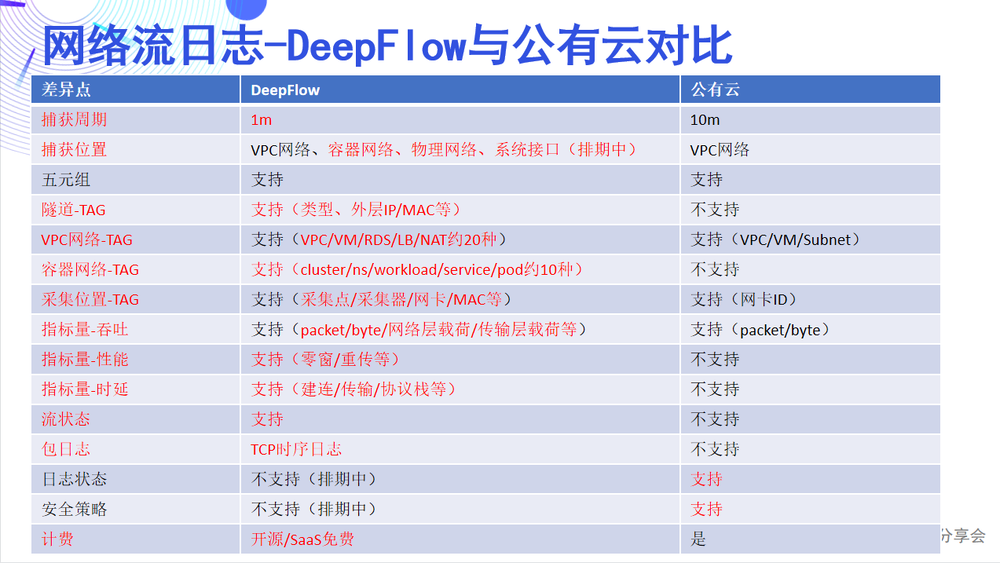 网络流日志-DeepFlow与公有云对比
差异点 DeepFlow 公有云
捕获周期 1m 10m
捕获位置 VPC网络、容器网络、物理网络、系统接口（排期中） VPC网络
五元组 支持 支持
隧道-TAG 支持（类型、外层IP/MAC等） 不支持
VPC网络-TAG 支持（VPC/VM/RDS/LB/NAT约20种） 支持（VPC/VM/Subnet）
容器网络-TAG 支持（cluster/ns/workload/service/pod约10种） 不支持
采集位置-TAG 支持（采集点/采集器/网卡/MAC等） 支持（网卡ID）
指标量-吞吐 支持（packet/byte/网络层载荷/传输层载荷等） 支持（packet/byte）
指标量-性能 支持（零窗/重传等） 不支持
指标量-时延 支持（建连/传输/协议栈等） 不支持
流状态 支持 不支持
包日志 TCP时序日志 不支持
日志状态 不支持（排期中） 支持
安全策略 不支持（排期中） 支持
计费 开源/SaaS免费 是
分享会